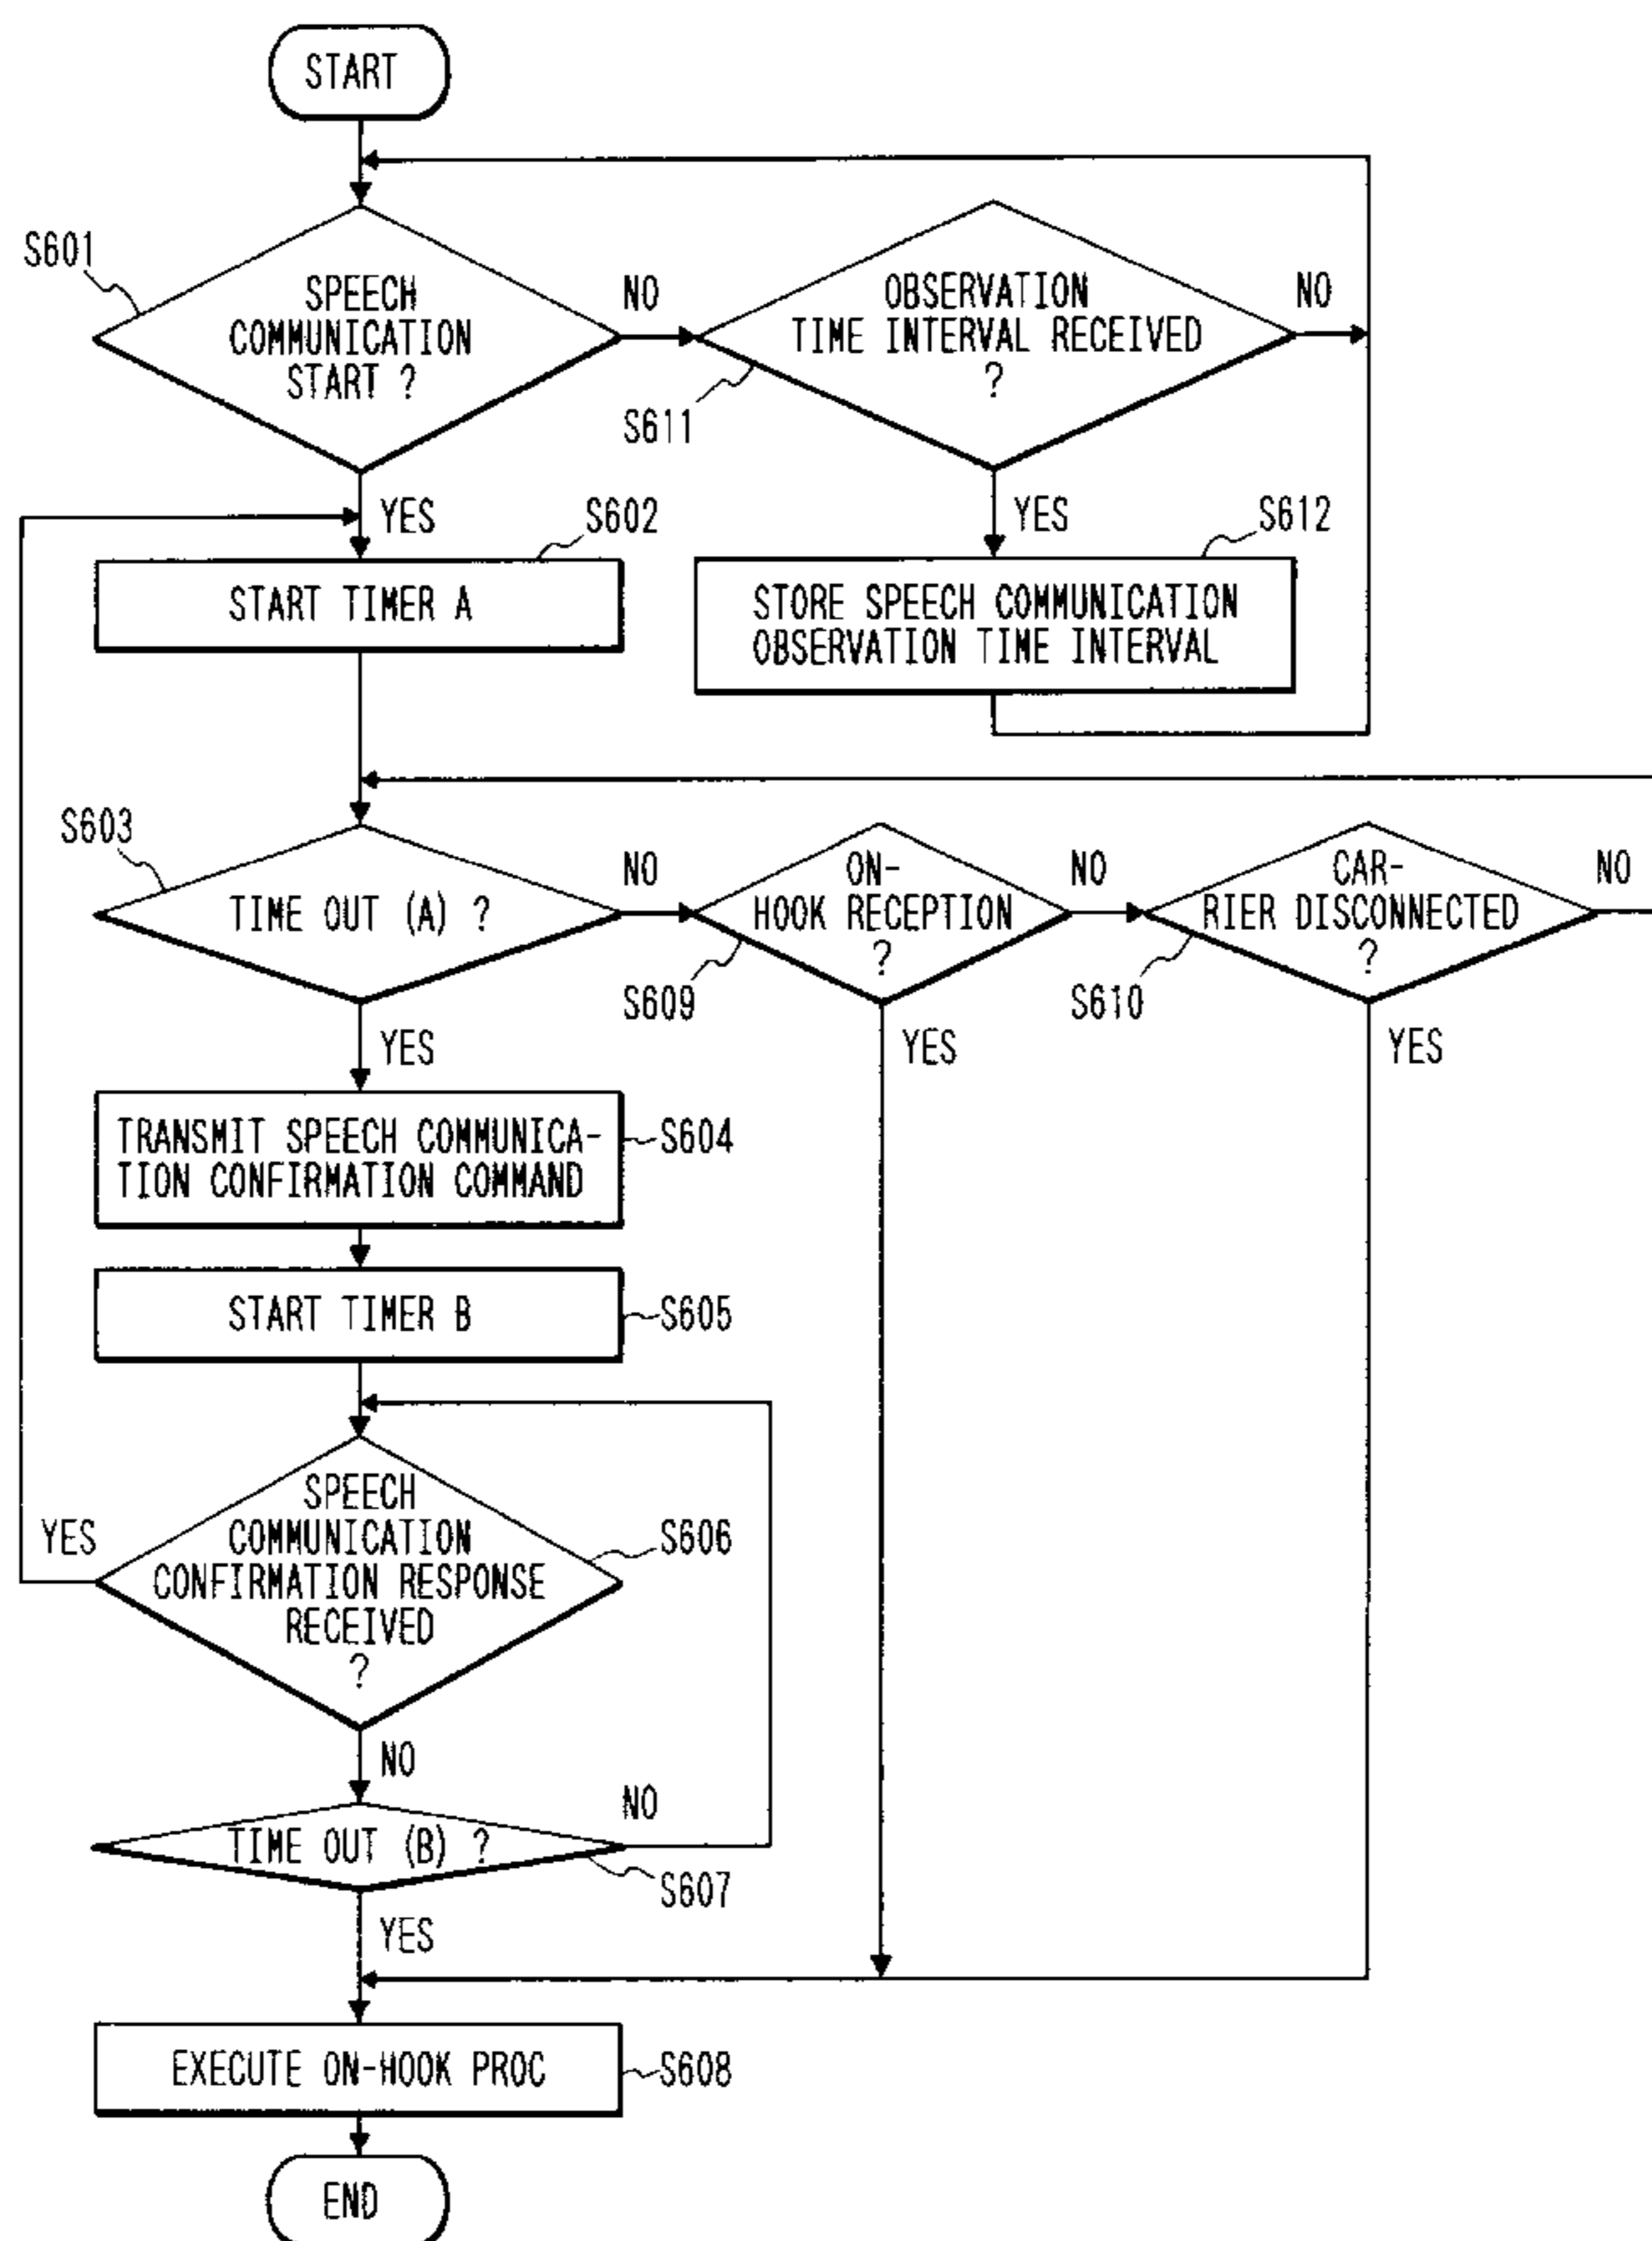 START
S601
SPEECH
COMMUNICATION
START ?
NO
OBSERVATION
TIME INTERVAL RECEIVED
?
NO
S611
YES
S602
YES
S612
START TIMER A
STORE SPEECH COMMUNICATION
OBSERVATION TIME INTERVAL
S603
TIME OUT (A) ?
NO
ON-
HOOK RECEPTION
?
NO
CAR-
RIER DISCONNECTED
?
NO
S609
S610
YES
YES
YES
TRANSMIT SPEECH COMMUNICA-
TION CONFIRMATION COMMAND
S604
START TIMER B
S605
SPEECH
COMMUNICATION
CONFIRMATION RESPONSE
RECEIVED
?
YES
S606
NO
TIME OUT (B) ?
NO
S607
YES
EXECUTE ON-HOOK PROC
S608
END